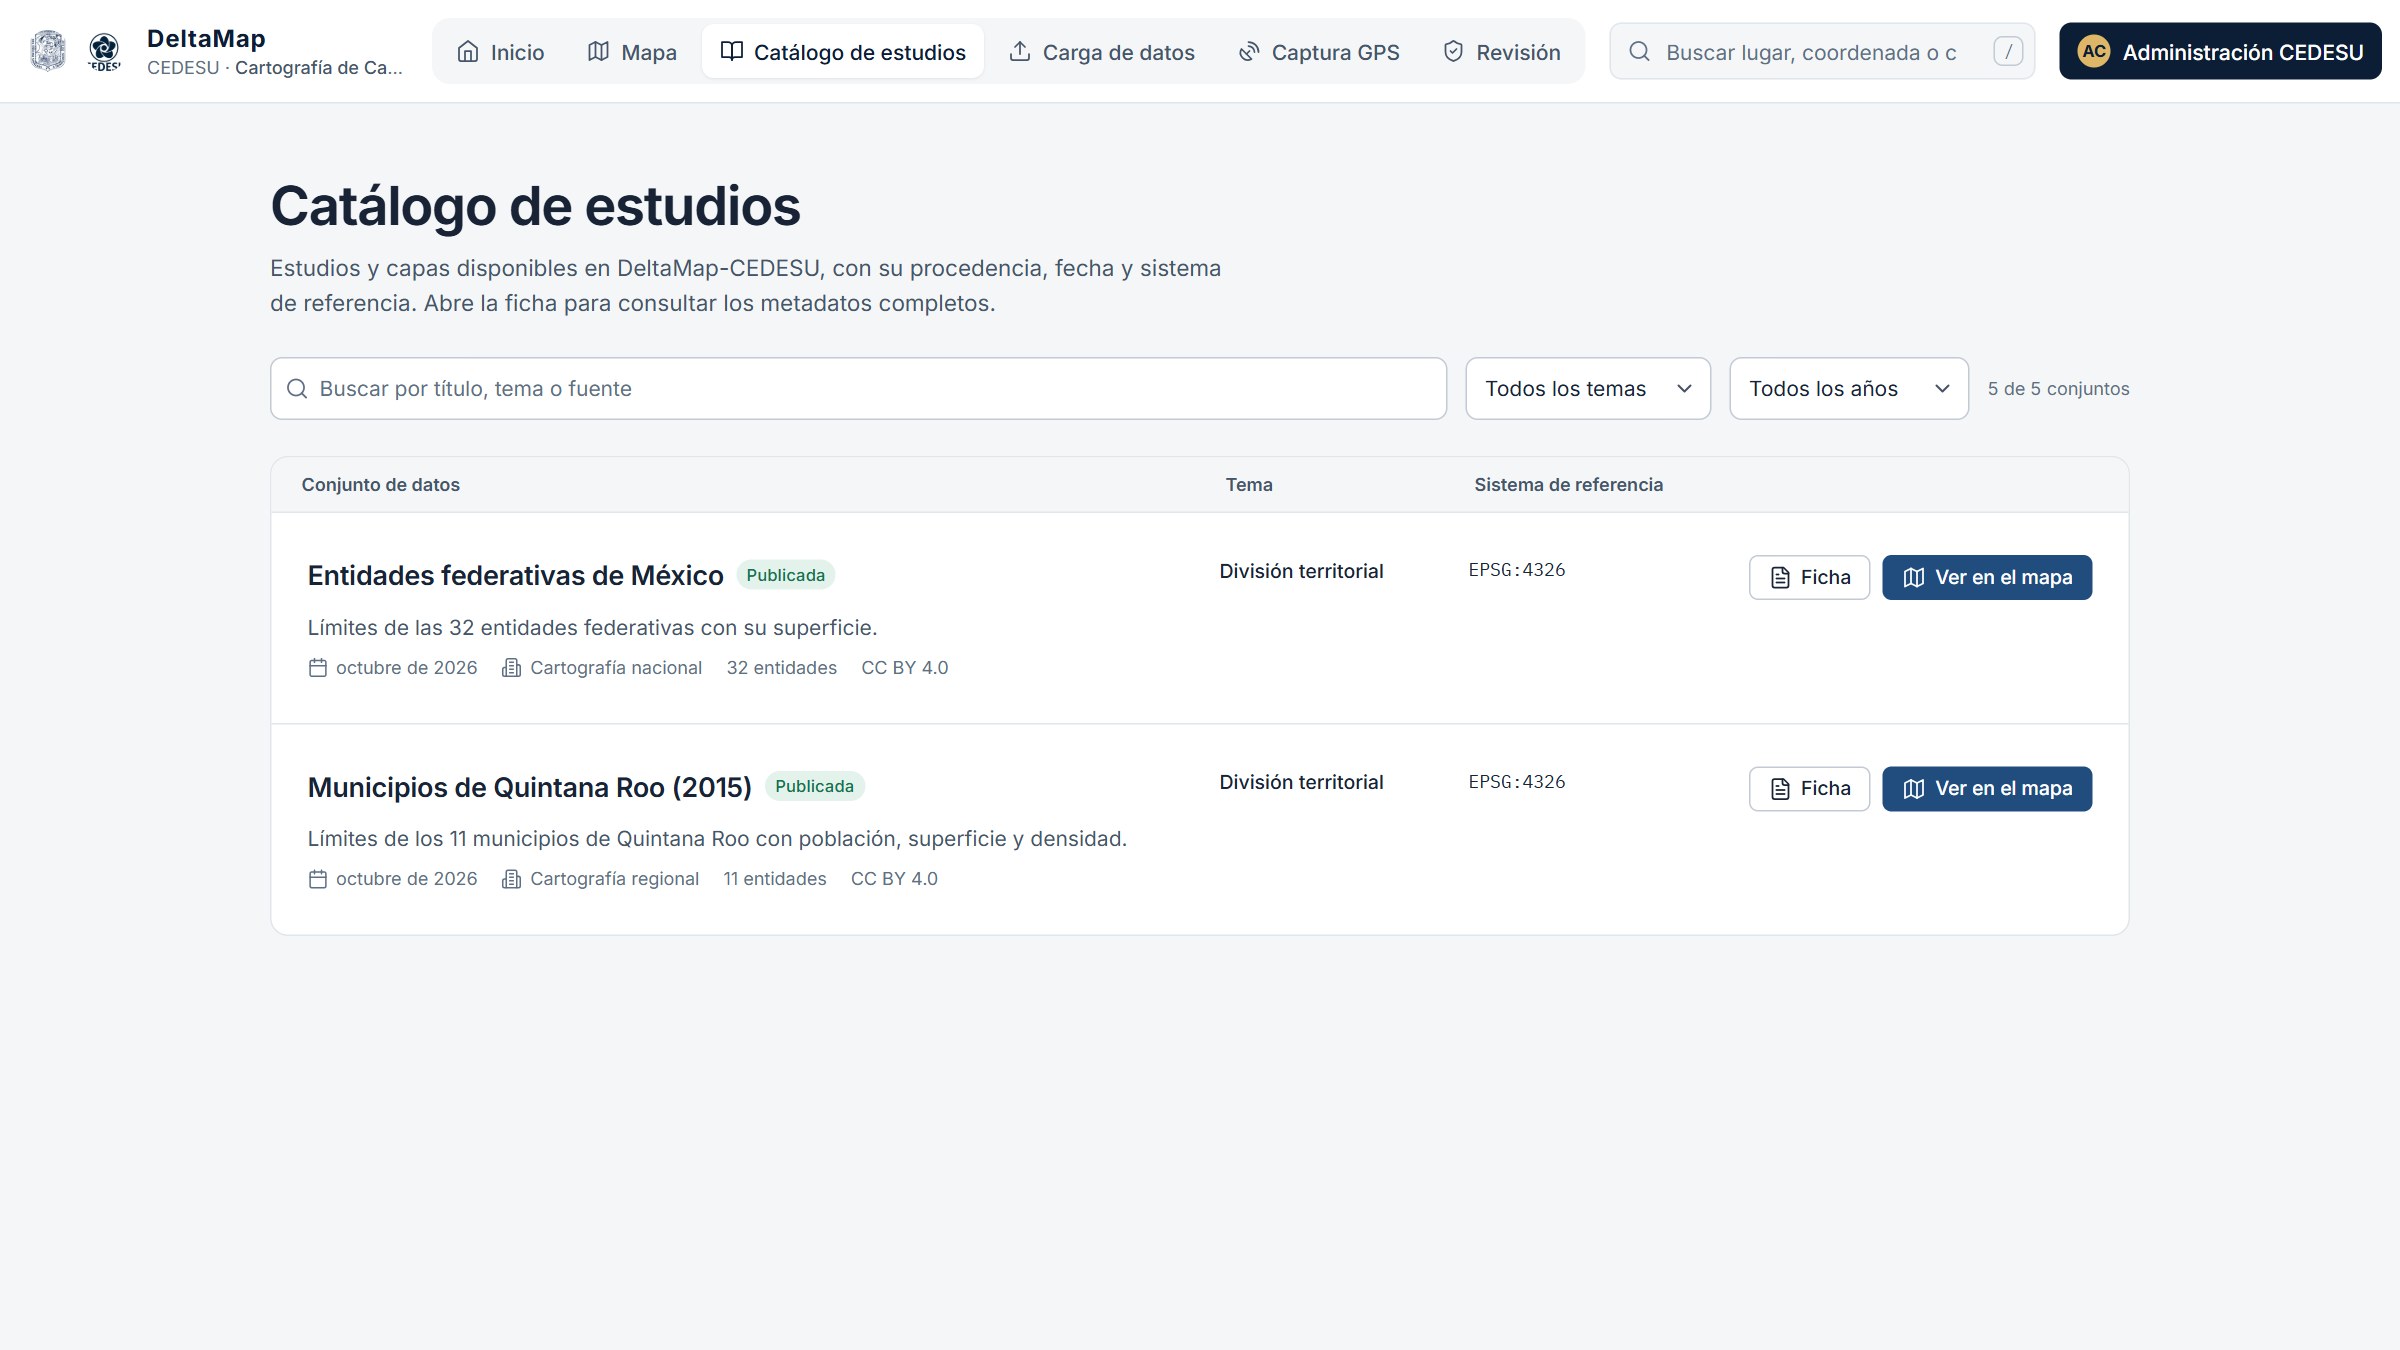 DeltaMap
CEDESU · Cartografía de Ca...
Inicio
Mapa
Catálogo de estudios
Carga de datos
Captura GPS
Revisión
Buscar lugar, coordenada o c
/
AC
Administración CEDESU
Catálogo de estudios
Estudios y capas disponibles en DeltaMap-CEDESU, con su procedencia, fecha y sistema
de referencia. Abre la ficha para consultar los metadatos completos.
Buscar por título, tema o fuente
Todos los temas
Todos los años
5 de 5 conjuntos
Conjunto de datos
Tema
Sistema de referencia
Entidades federativas de México
Publicada
División territorial
EPSG:4326
Ficha
Ver en el mapa
Límites de las 32 entidades federativas con su superficie.
octubre de 2026
Cartografía nacional
32 entidades
CC BY 4.0
Municipios de Quintana Roo (2015)
Publicada
División territorial
EPSG:4326
Ficha
Ver en el mapa
Límites de los 11 municipios de Quintana Roo con población, superficie y densidad.
octubre de 2026
Cartografía regional
11 entidades
CC BY 4.0